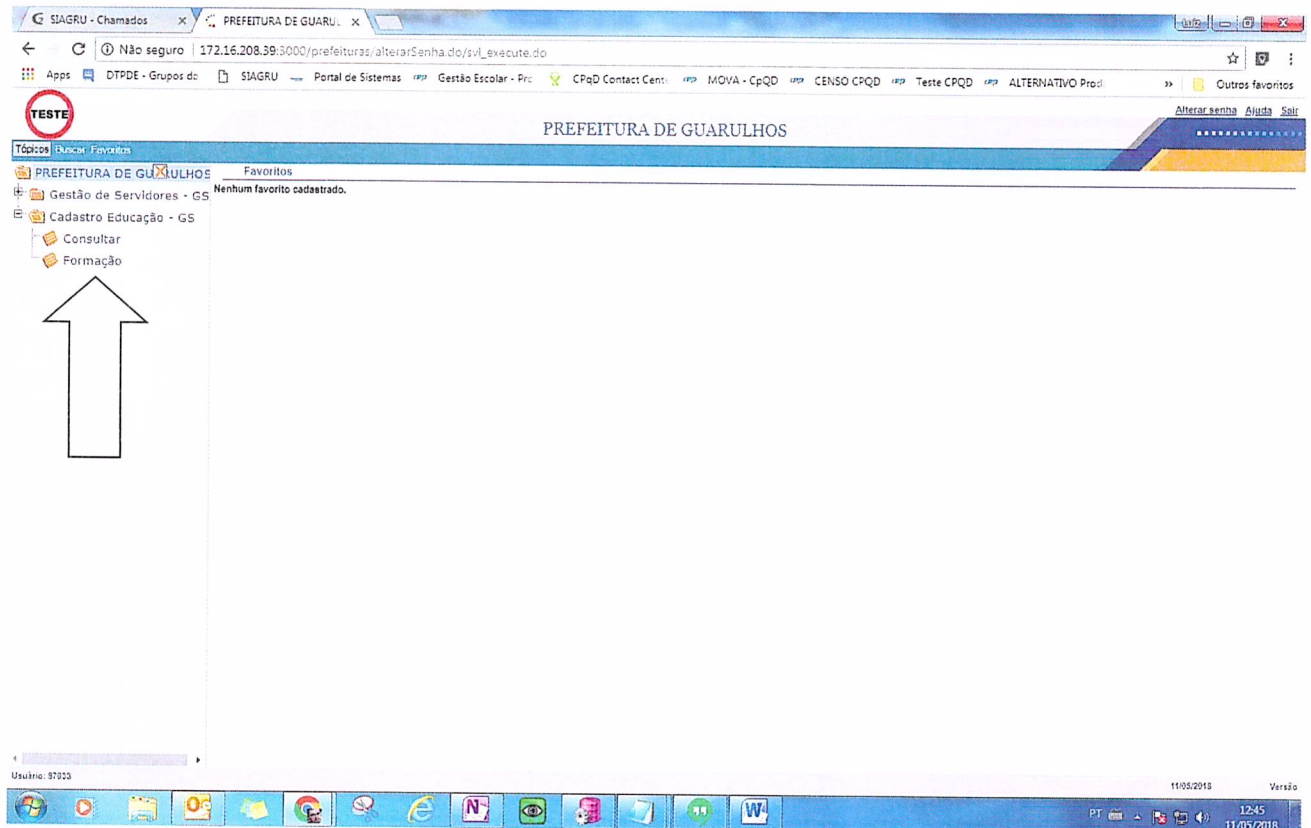 SIAGRU - Chamados
PREFEITURA DE GUARUL
Luiz
Não seguro
172.16.208.39:3000/prefeituras/alterarSenha.do/svl_execute.do
Apps
DTPDE - Grupos de
SIAGRU
Portal de Sistemas
Gestão Escolar - Pro
CPqD Contact Cent
MOVA - CpQD
CENSO CPQD
Teste CPQD
ALTERNATIVO Prod
»
Outros favoritos
TESTE
PREFEITURA DE GUARULHOS
Alterar senha Ajuda Sair
Tópicos Buscar Favoritos
PREFEITURA DE GUARULHOS
Favoritos
Gestão de Servidores - GS
Nenhum favorito cadastrado.
Cadastro Educação - GS
Consultar
Formação
Usuário: 97933
11/05/2018
Versão
PT
12:45
11/05/2018